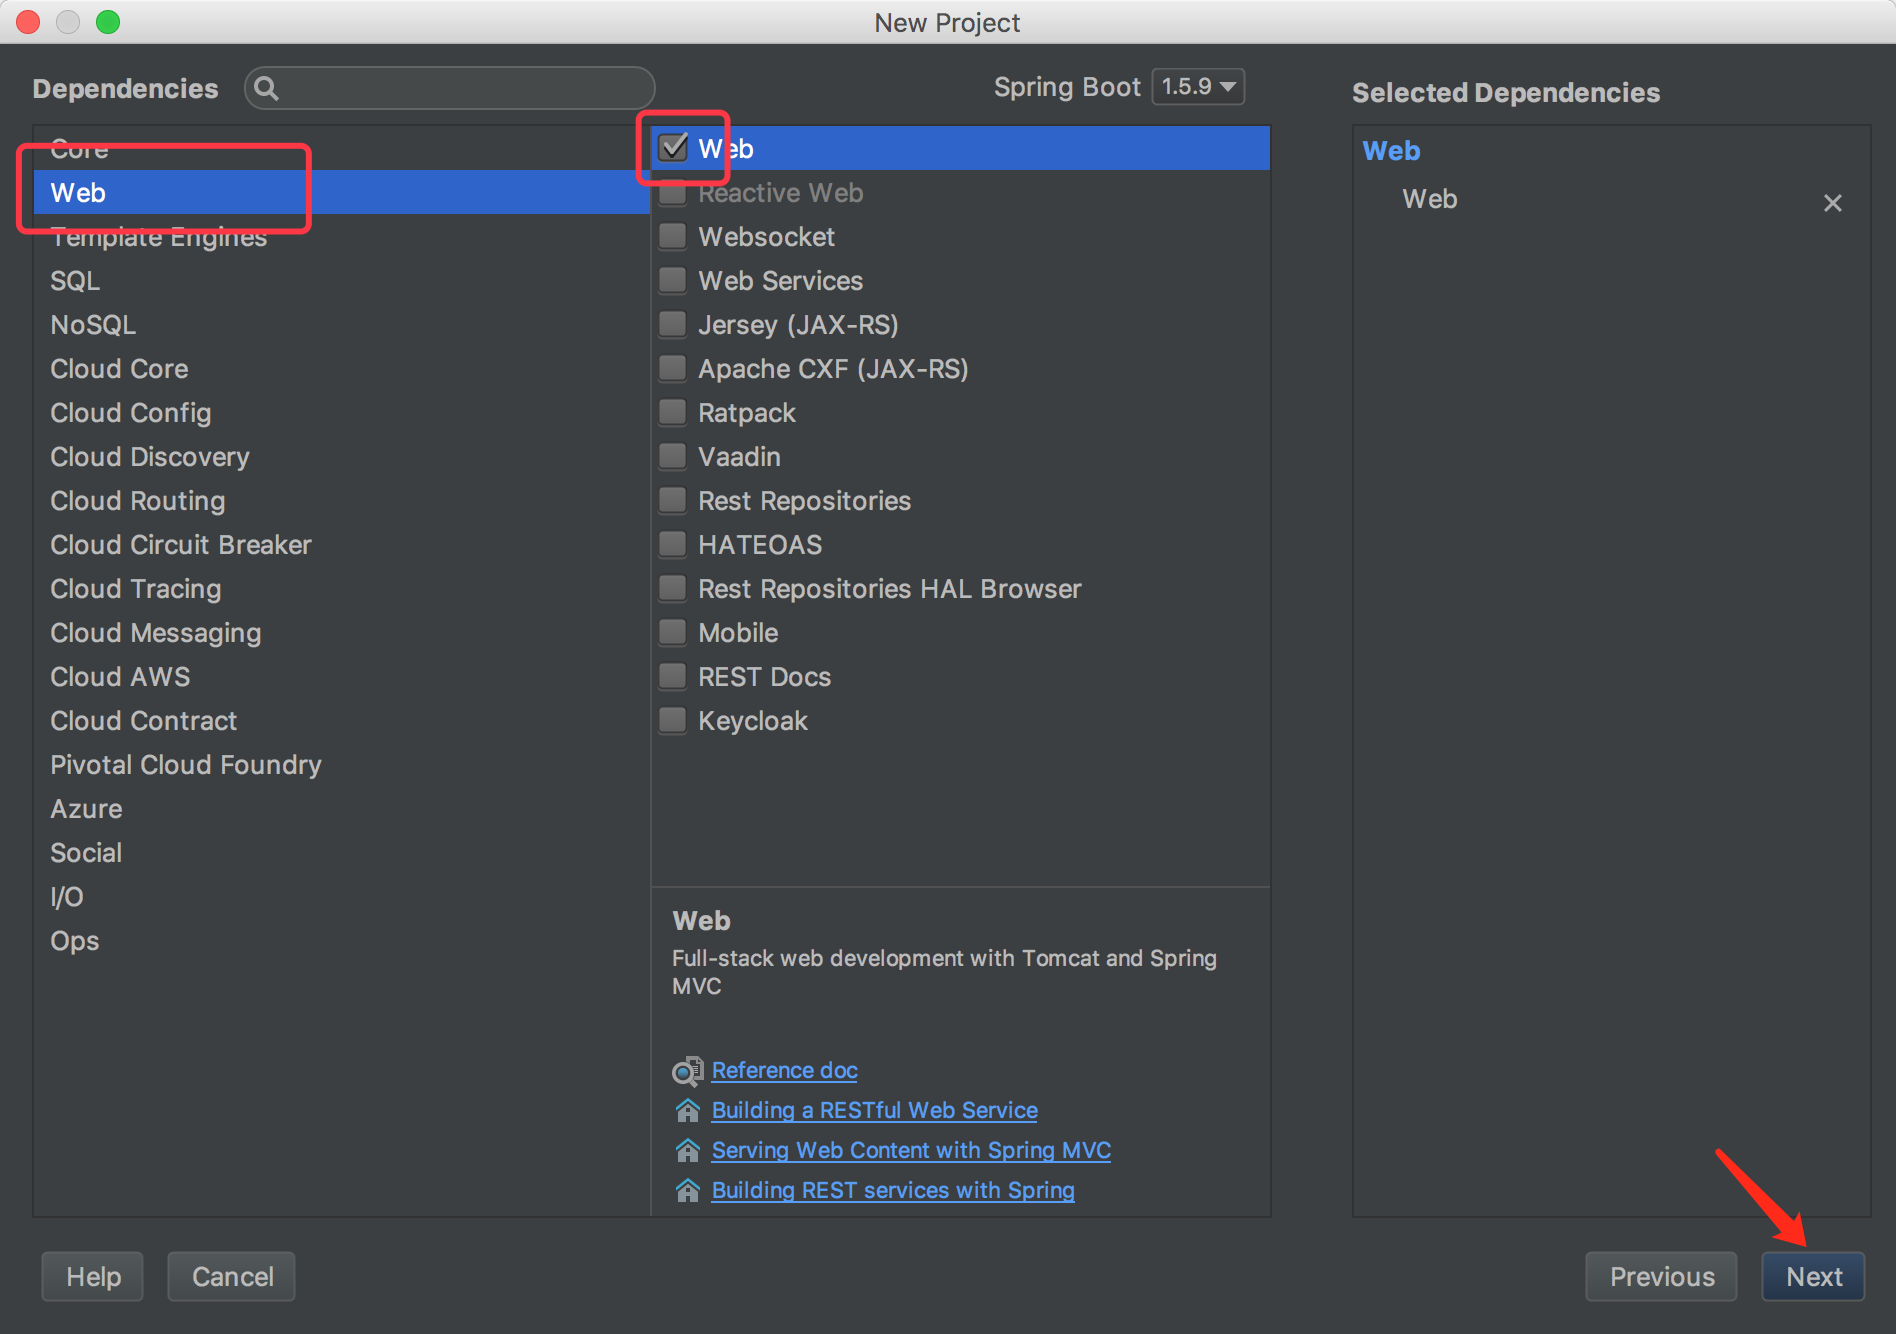 New Project
Dependencies
Spring Boot 1.5.9
Selected Dependencies
Core
Web
Template Engines
SQL
NoSQL
Cloud Core
Cloud Config
Cloud Discovery
Cloud Routing
Cloud Circuit Breaker
Cloud Tracing
Cloud Messaging
Cloud AWS
Cloud Contract
Pivotal Cloud Foundry
Azure
Social
I/O
Ops
Web
Reactive Web
Websocket
Web Services
Jersey (JAX-RS)
Apache CXF (JAX-RS)
Ratpack
Vaadin
Rest Repositories
HATEOAS
Rest Repositories HAL Browser
Mobile
REST Docs
Keycloak
Web
Full-stack web development with Tomcat and Spring
MVC
Reference doc
Building a RESTful Web Service
Serving Web Content with Spring MVC
Building REST services with Spring
Web
Web
Help
Cancel
Previous
Next